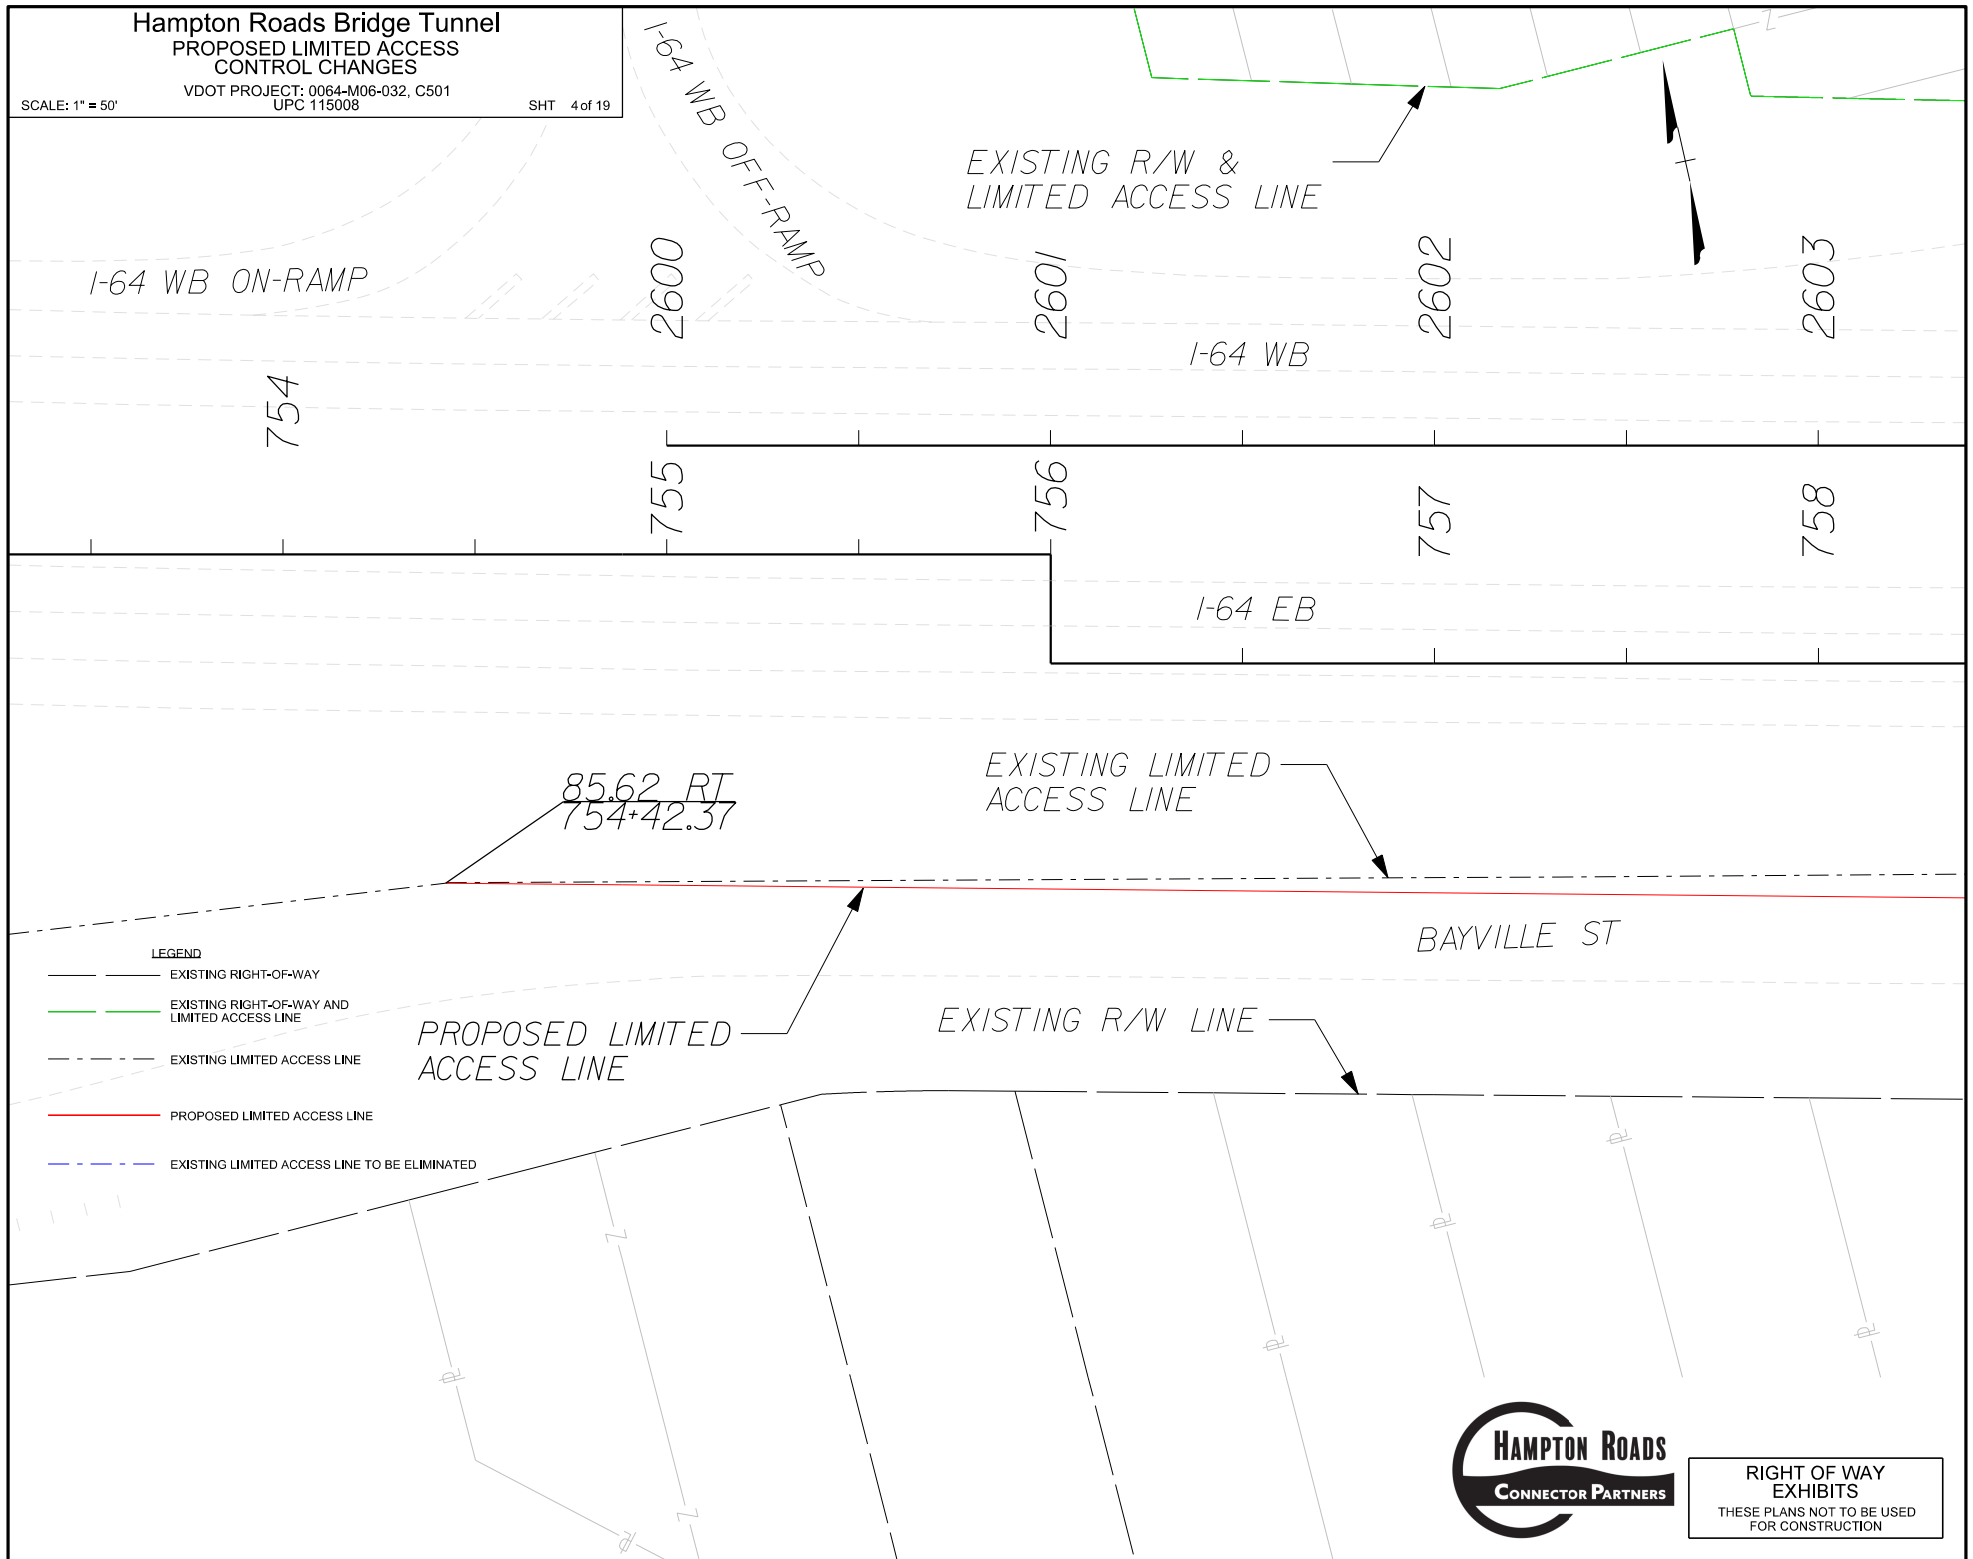 Hampton Roads Bridge Tunnel
PROPOSED LIMITED ACCESS
CONTROL CHANGES
VDOT PROJECT: 0064-M06-032, C501
UPC 115008
SCALE: 1" = 50'
SHT 4 of 19
I-64 WB OFF-RAMP
EXISTING R/W &
LIMITED ACCESS LINE
I-64 WB ON-RAMP
2600
2601
2602
2603
I-64 WB
754
755
756
757
758
I-64 EB
85.62 RT
754+42.37
EXISTING LIMITED
ACCESS LINE
BAYVILLE ST
LEGEND
EXISTING RIGHT-OF-WAY
EXISTING RIGHT-OF-WAY AND
LIMITED ACCESS LINE
EXISTING LIMITED ACCESS LINE
PROPOSED LIMITED ACCESS LINE
EXISTING LIMITED ACCESS LINE TO BE ELIMINATED
PROPOSED LIMITED
ACCESS LINE
EXISTING R/W LINE
HAMPTON ROADS
CONNECTOR PARTNERS
RIGHT OF WAY
EXHIBITS
THESE PLANS NOT TO BE USED
FOR CONSTRUCTION